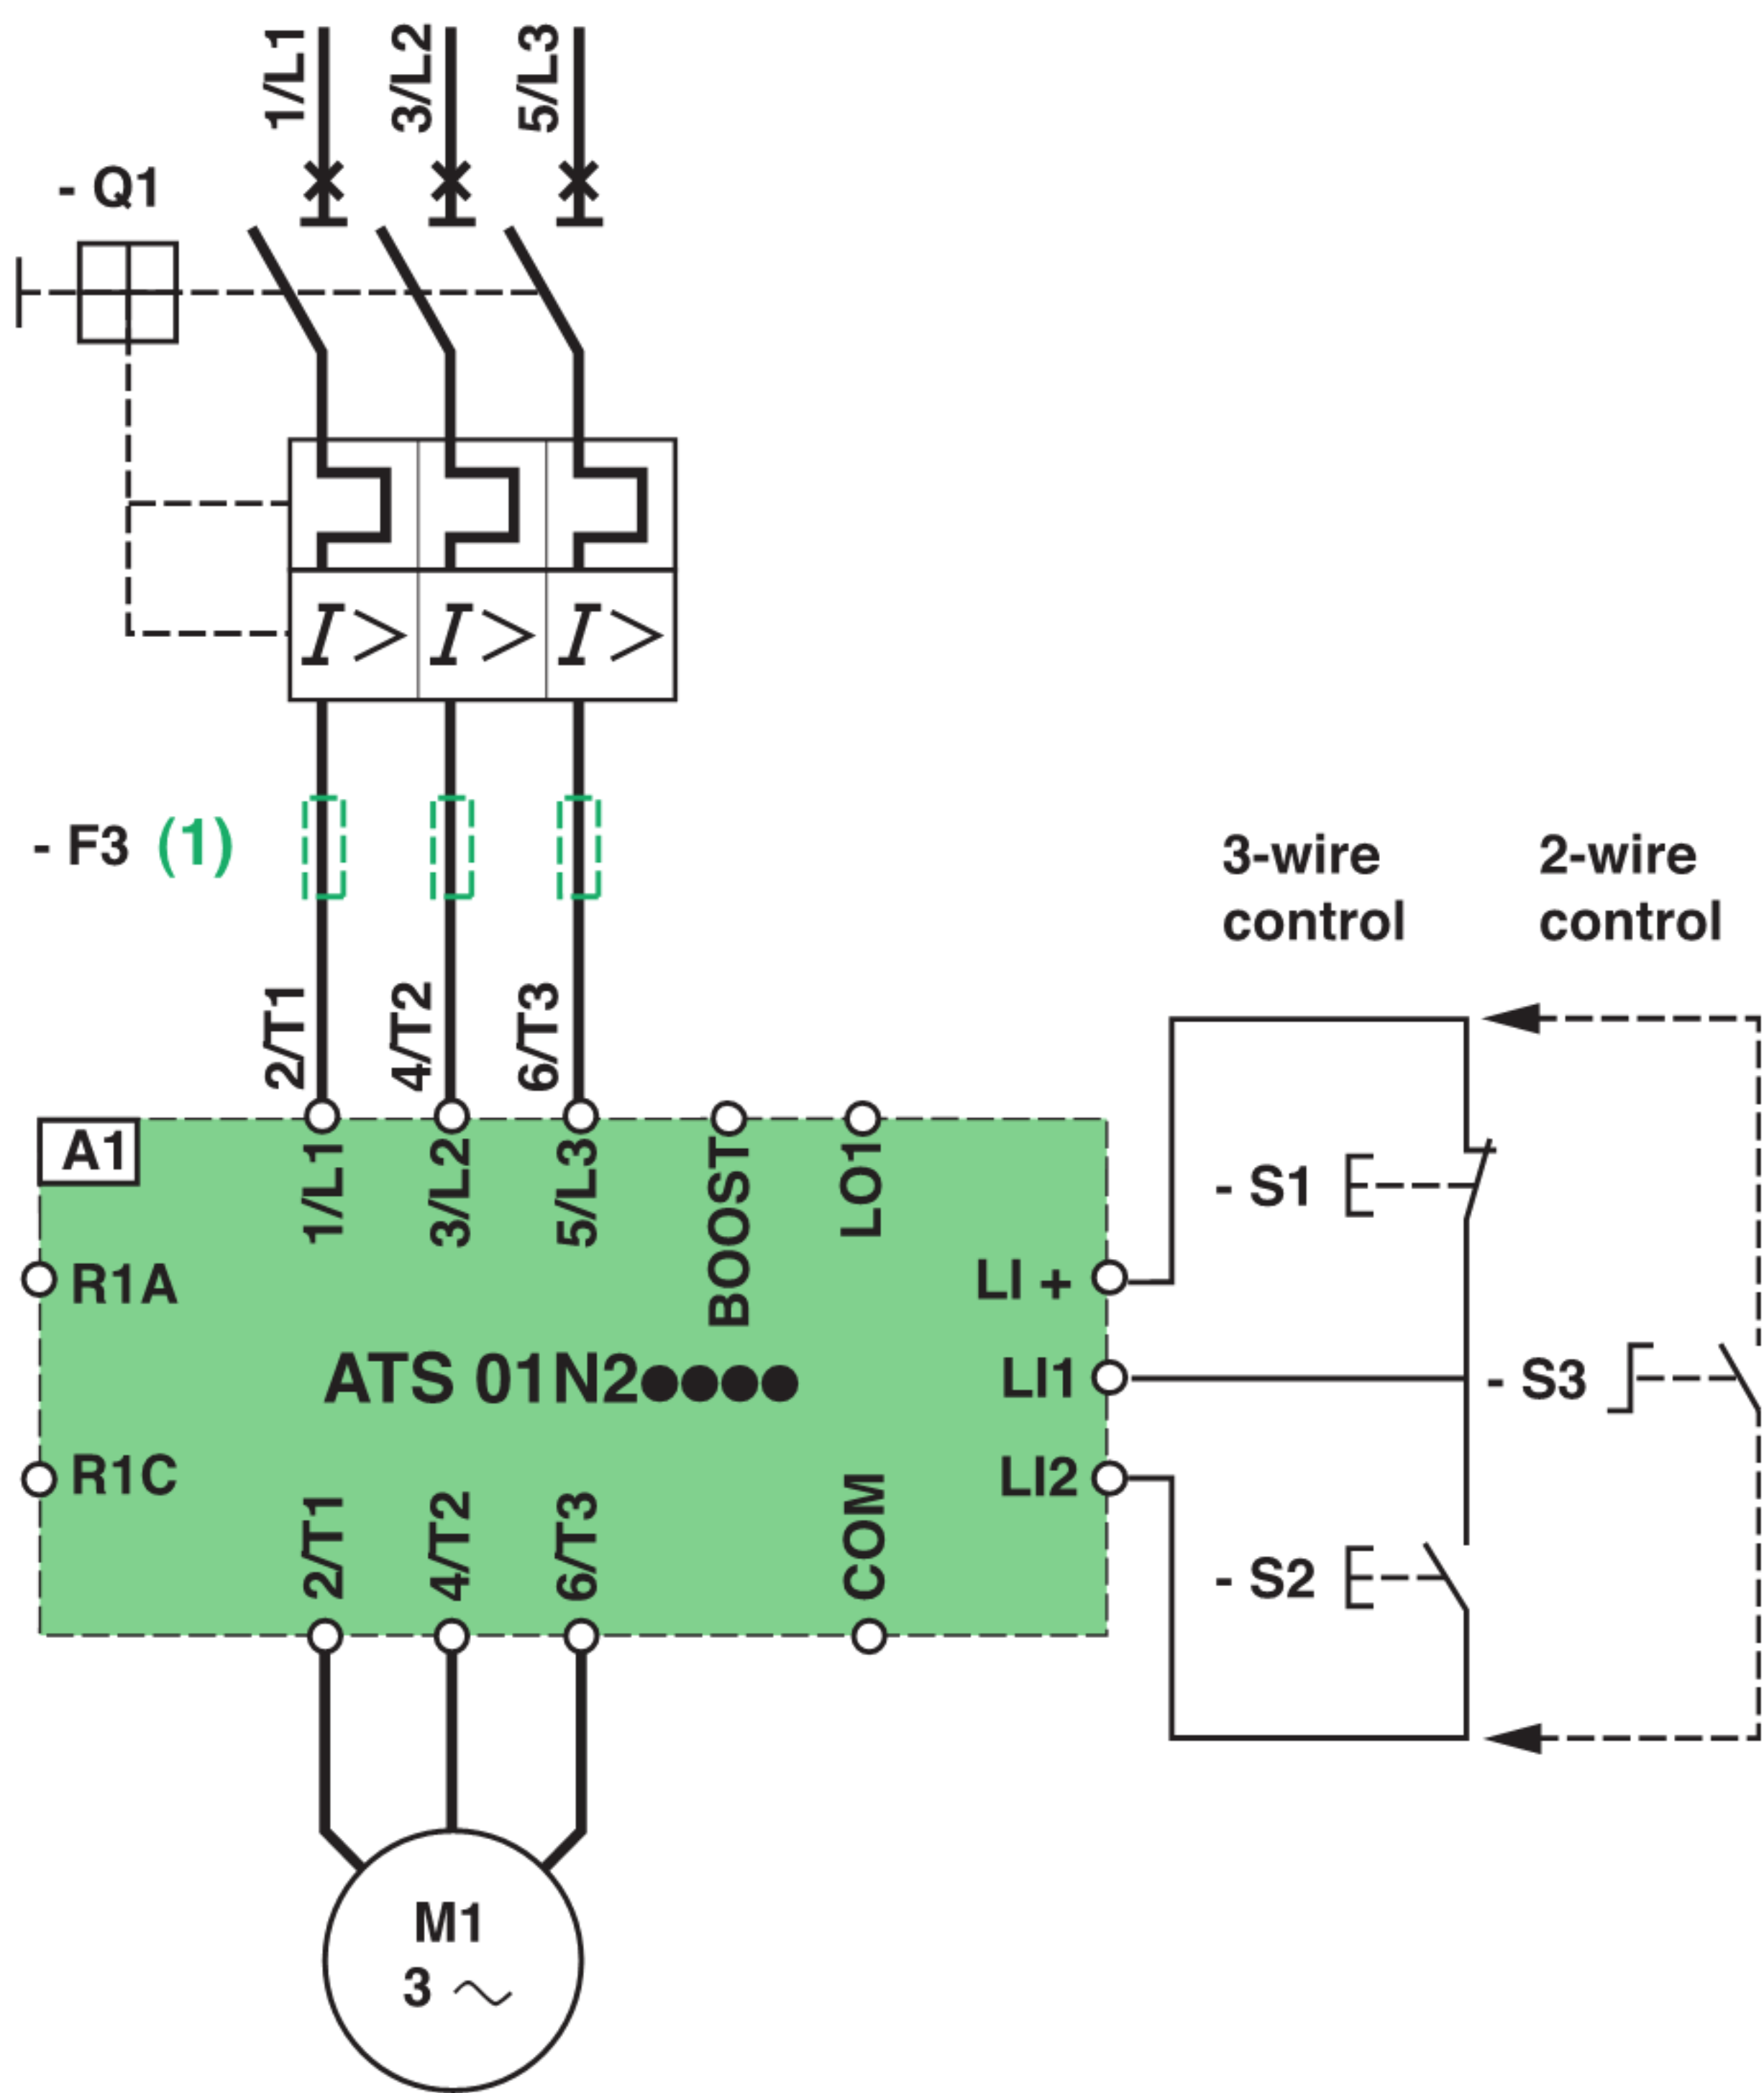 1/L1
3/L2
5/L3
- Q1
I >
I >
I >
- F3 (1)
3-wire
control
2-wire
control
2/T1
4/T2
6/T3
A1
1/L1
3/L2
5/L3
BOOST
LO1
- S1
R1A
LI +
ATS 01N2●●●●
LI1
- S3
R1C
LI2
2/T1
4/T2
6/T3
COM
- S2
M1
3 ~